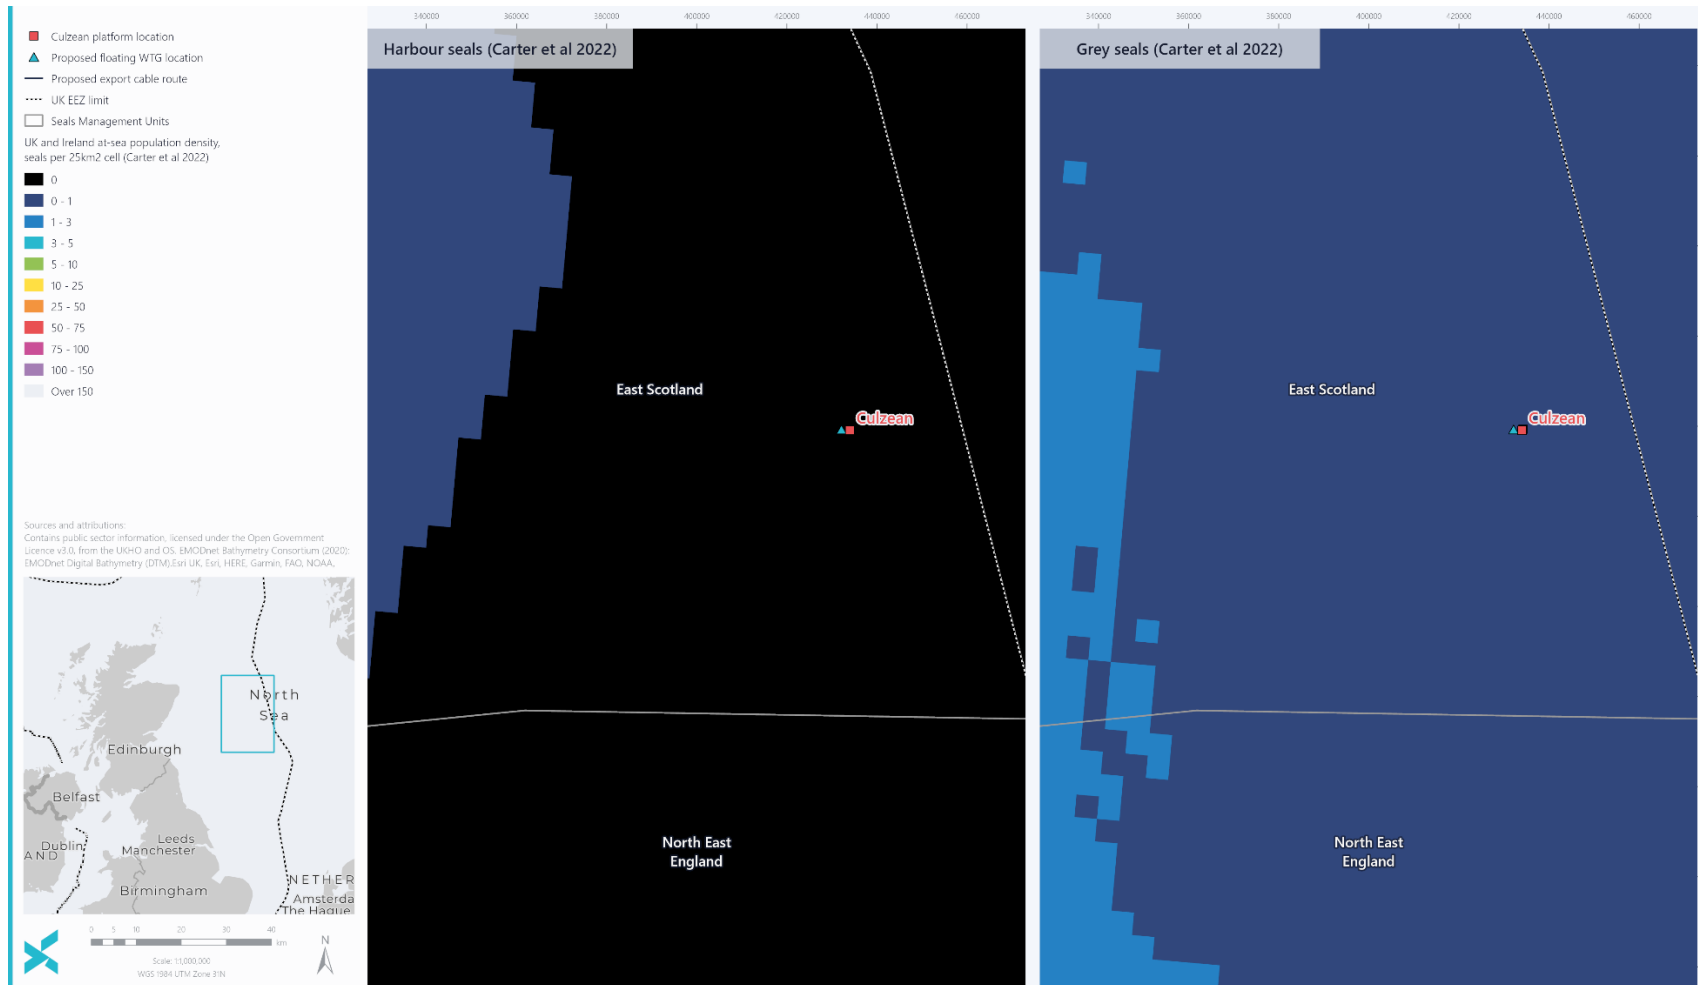 Culzean platform location
Proposed floating WTG location
Proposed export cable route
UK EEZ limit
Seals Management Units
UK and Ireland at-sea population density,
seals per 25km2 cell (Carter et al 2022)
0
0 - 1
1 - 3
3 - 5
5 - 10
10 - 25
25 - 50
50 - 75
75 - 100
100 - 150
Over 150
Sources and attributions:
Contains public sector information, licensed under the Open Government
Licence v3.0, from the UKHO and OS. EMODnet Bathymetry Consortium (2020):
EMODnet Digital Bathymetry (DTM).Esri UK, Esri, HERE, Garmin, FAO, NOAA,
North
Sea
Edinburgh
Belfast
Dublin
AND
Leeds
Manchester
Birmingham
NETHER
Amsterda
The Hague
0 5 10 20 30 40
km
Scale: 1:1,000,000
WGS 1984 UTM Zone 31N
N
340000 360000 380000 400000 420000 440000 460000
Harbour seals (Carter et al 2022)
East Scotland
Culzean
North East
England
340000 360000 380000 400000 420000 440000 460000
Grey seals (Carter et al 2022)
East Scotland
Culzean
North East
England